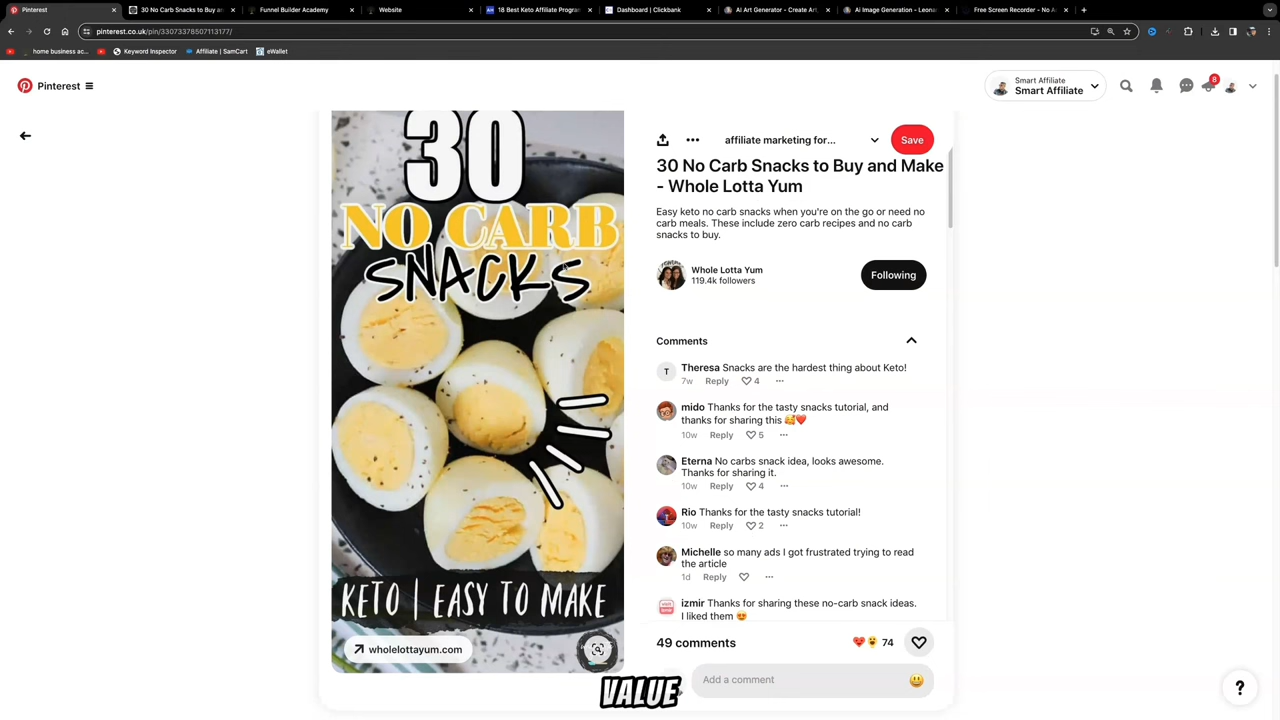 Pinterest
30 No Carb Snacks to Buy an
Funnel Builder Academy
Website
18 Best Keto Affiliate Progran
Dashboard | Clickbank
AI Art Generator - Create Art,
AI Image Generation - Leona
Free Screen Recorder - No A
pinterest.co.uk/pin/33073378507113177/
home business ac...
Keyword Inspector
Affiliate | SamCart
eWallet
Pinterest
Smart Affiliate
Smart Affiliate
8
30
NO CARB
SNACKS
KETO | EASY TO MAKE
wholelottayum.com
affiliate marketing for...
Save
30 No Carb Snacks to Buy and Make
- Whole Lotta Yum
Easy keto no carb snacks when you're on the go or need no
carb meals. These include zero carb recipes and no carb
snacks to buy.
Whole Lotta Yum
119.4k followers
Following
Comments
T
Theresa Snacks are the hardest thing about Keto!
7w Reply 4
mido Thanks for the tasty snacks tutorial, and
thanks for sharing this 🥰❤️
10w Reply 5
Eterna No carbs snack idea, looks awesome.
Thanks for sharing it.
10w Reply 4
Rio Thanks for the tasty snacks tutorial!
10w Reply 2
Michelle so many ads I got frustrated trying to read
the article
1d Reply
izmir Thanks for sharing these no-carb snack ideas.
I liked them 😍
49 comments
74
Add a comment
VALUE
?